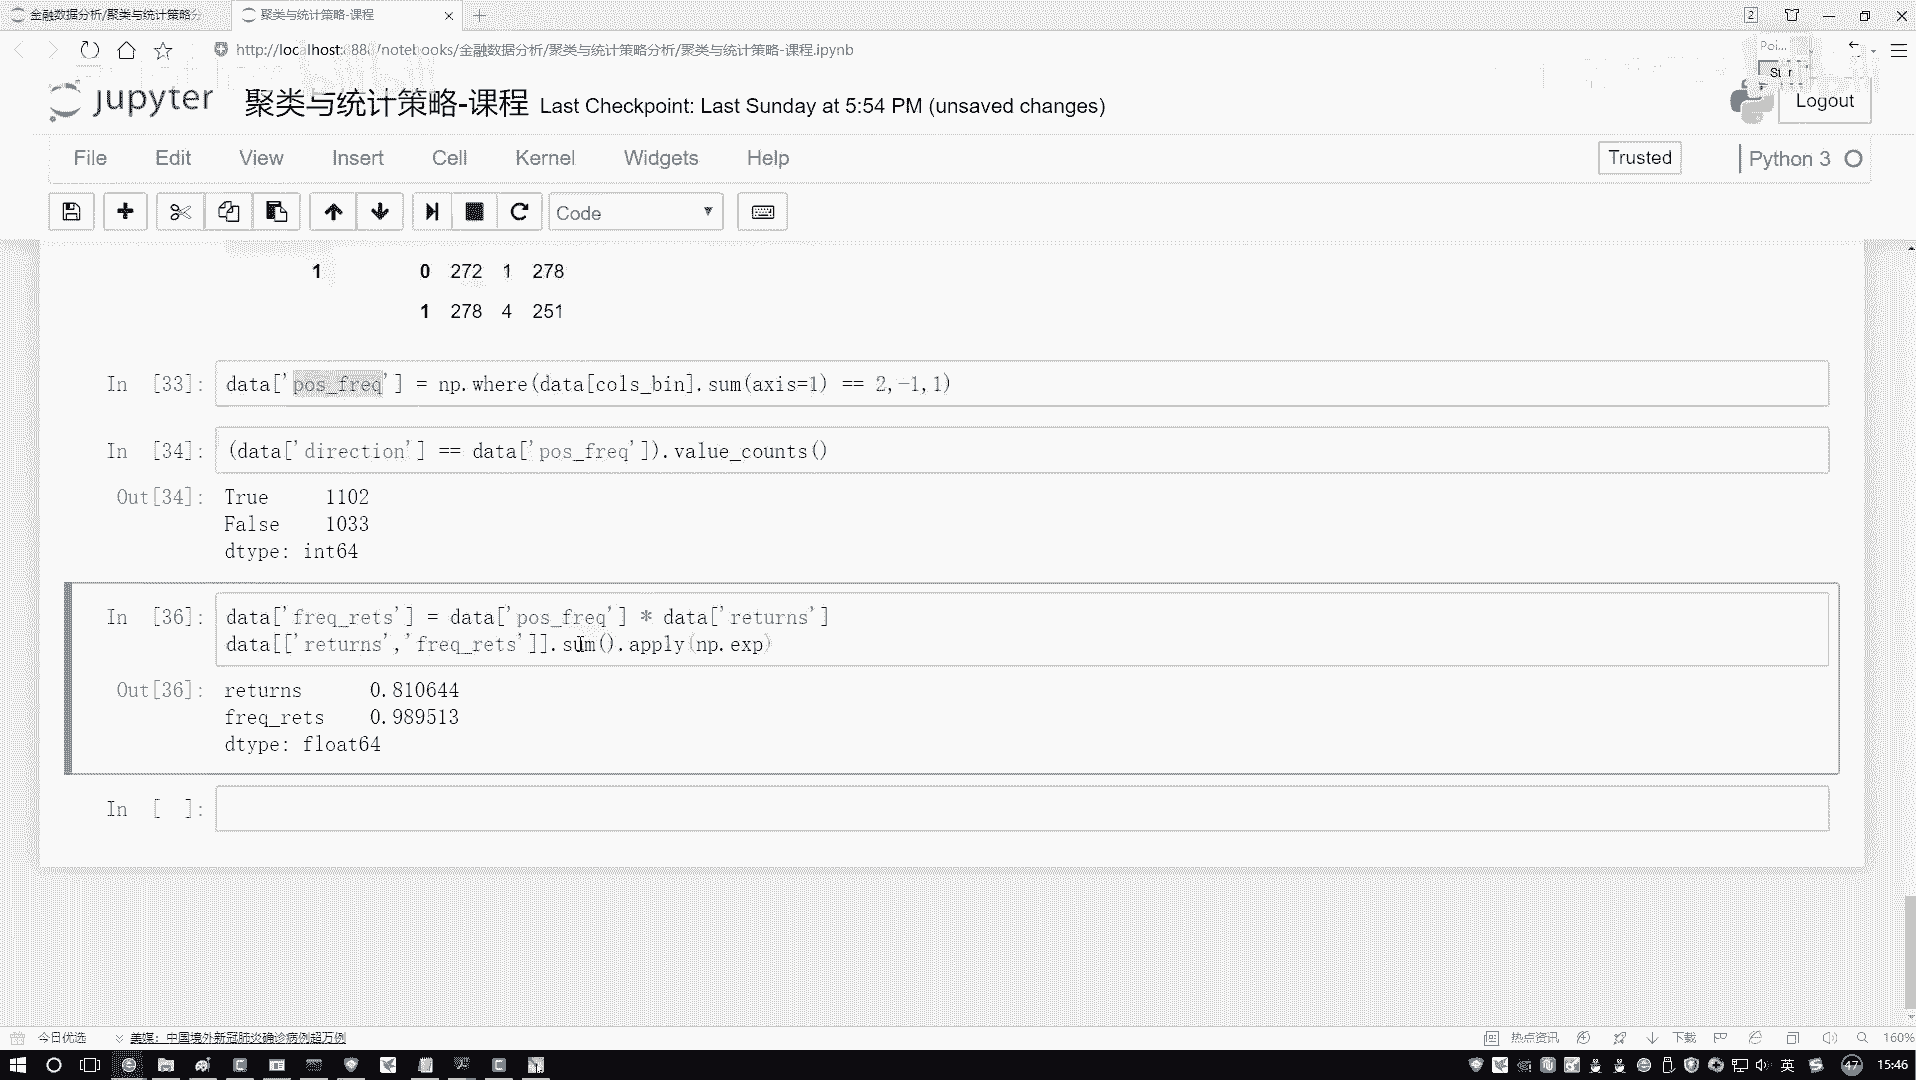 金融数据分析/聚类与统计策略分
聚类与统计策略-课程
2
http://localhost:888/notebooks/金融数据分析/聚类与统计策略分析/聚类与统计策略-课程.ipynb
jupyter
聚类与统计策略-课程 Last Checkpoint: Last Sunday at 5:54 PM (unsaved changes)
Logout
File Edit View Insert Cell Kernel Widgets Help
Trusted
Python 3
Code
1 0 272 1 278
1 278 4 251
In [33]: data['pos_freq'] = np.where(data[cols_bin].sum(axis=1) == 2,-1,1)
In [34]: (data['direction'] == data['pos_freq']).value_counts()
Out[34]: True 1102
False 1033
dtype: int64
In [36]: data['freq_rets'] = data['pos_freq'] * data['returns']
data[['returns','freq_rets']].sum().apply(np.exp)
Out[36]: returns 0.810644
freq_rets 0.989513
dtype: float64
In [ ]:
今日优选
美媒：中国境外新冠肺炎确诊病例超万例
热点资讯
下载
160%
英
47
15:46